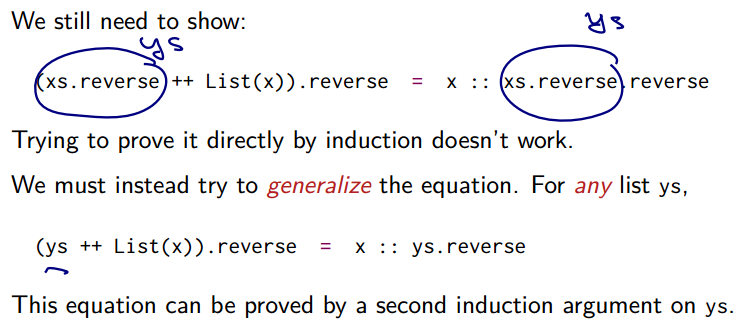 We still need to show:
ys ys
(xs.reverse ++ List(x)).reverse = x :: xs.reverse.reverse
Trying to prove it directly by induction doesn't work.
We must instead try to generalize the equation. For any list ys,
(ys ++ List(x)).reverse = x :: ys.reverse
This equation can be proved by a second induction argument on ys.